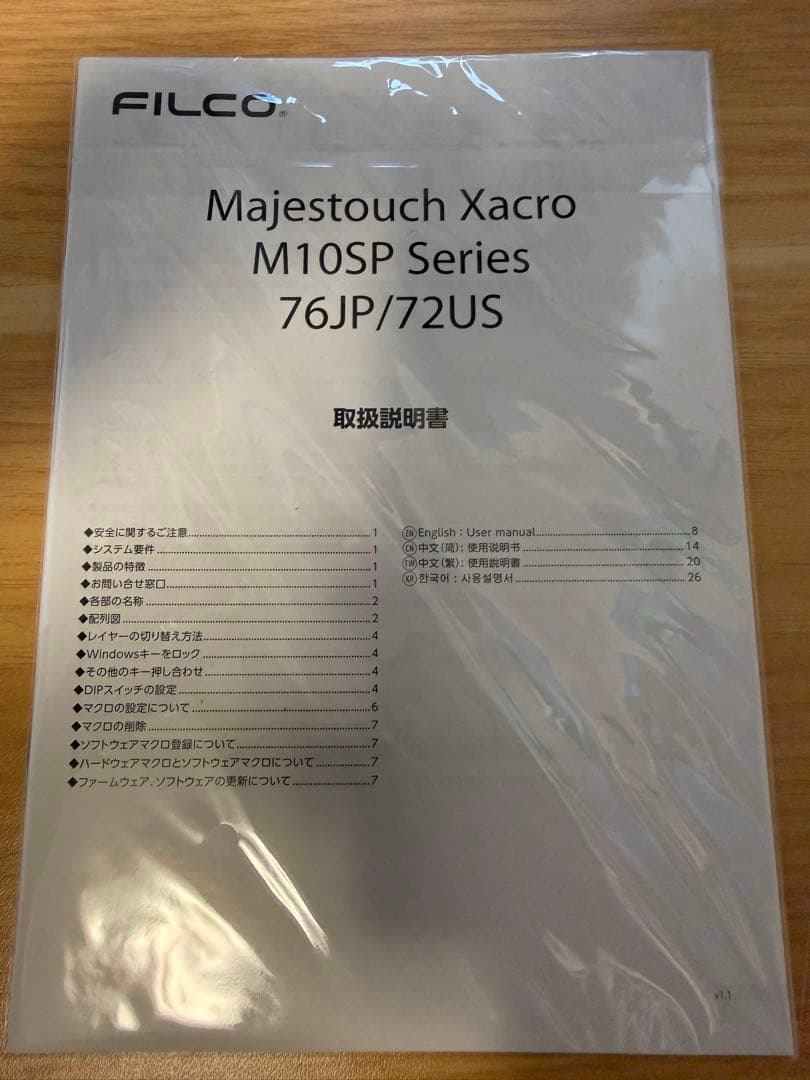 FILCO®
Majestouch Xacro
M10SP Series
76JP/72US
取扱説明書
◆安全に関するご注意 1
◆システム要件 1
◆製品の特徴 1
◆お問い合せ窓口 1
◆各部の名称 2
◆配列図 2
◆レイヤーの切り替え方法 4
◆Windowsキーをロック 4
◆その他のキー押し合わせ 4
◆DIPスイッチの設定 4
◆マクロの設定について 6
◆マクロの削除 7
◆ソフトウェアマクロ登録について 7
◆ハードウェアマクロとソフトウェアマクロについて 7
◆ファームウェア、ソフトウェアの更新について 7
EN English : User manual 8
CN 中文(简): 使用说明书 14
TW 中文(繁): 使用說明書 20
KR 한국어 : 사용설명서 26
v1.1